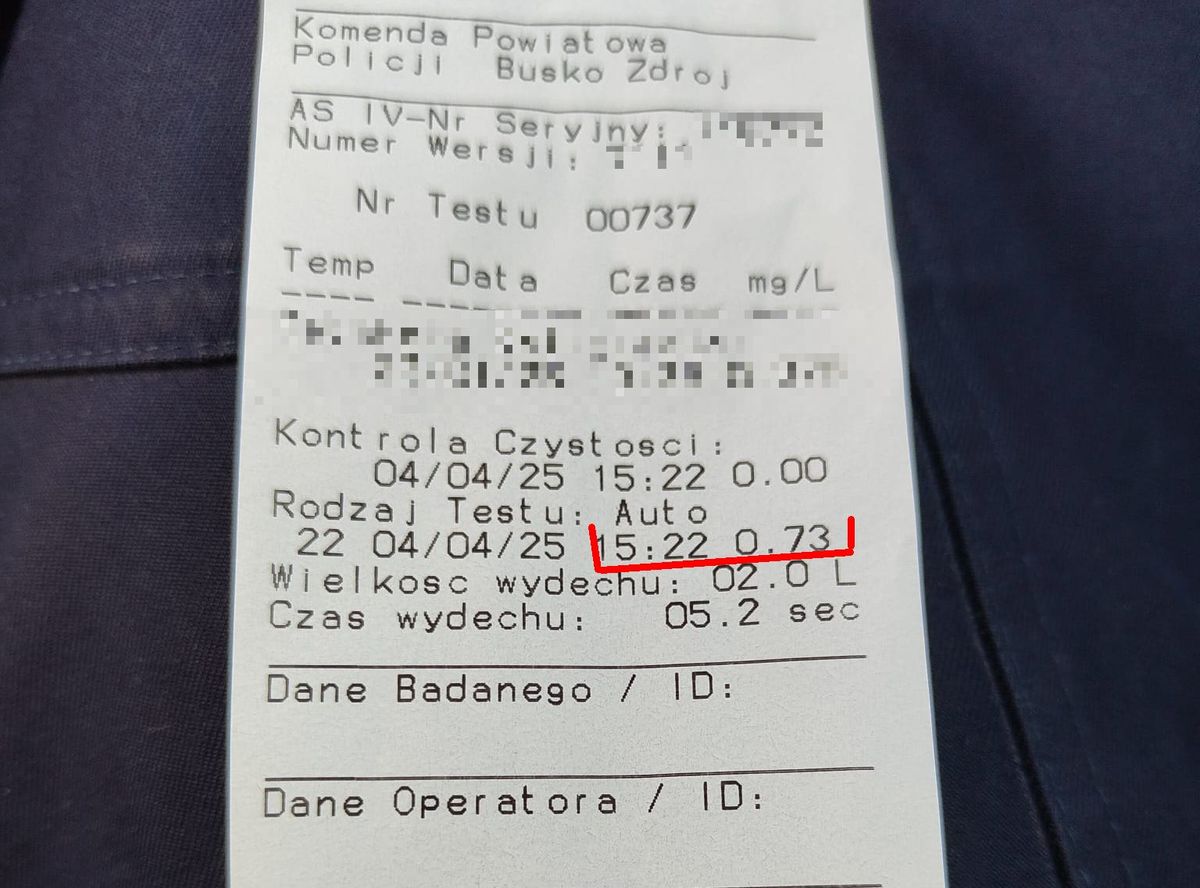 Komenda Powiatowa
Policji Busko Zdroj
AS IV-Nr Seryjny:
Numer Wersji:
Nr Testu 00737
Temp Data Czas mg/L
Kontrola Czystosci:
04/04/25 15:22 0.00
Rodzaj Testu: Auto
22 04/04/25 15:22 0.73
Wielkosc wydechu: 02.0 L
Czas wydechu: 05.2 sec
Dane Badanego / ID:
Dane Operatora / ID: